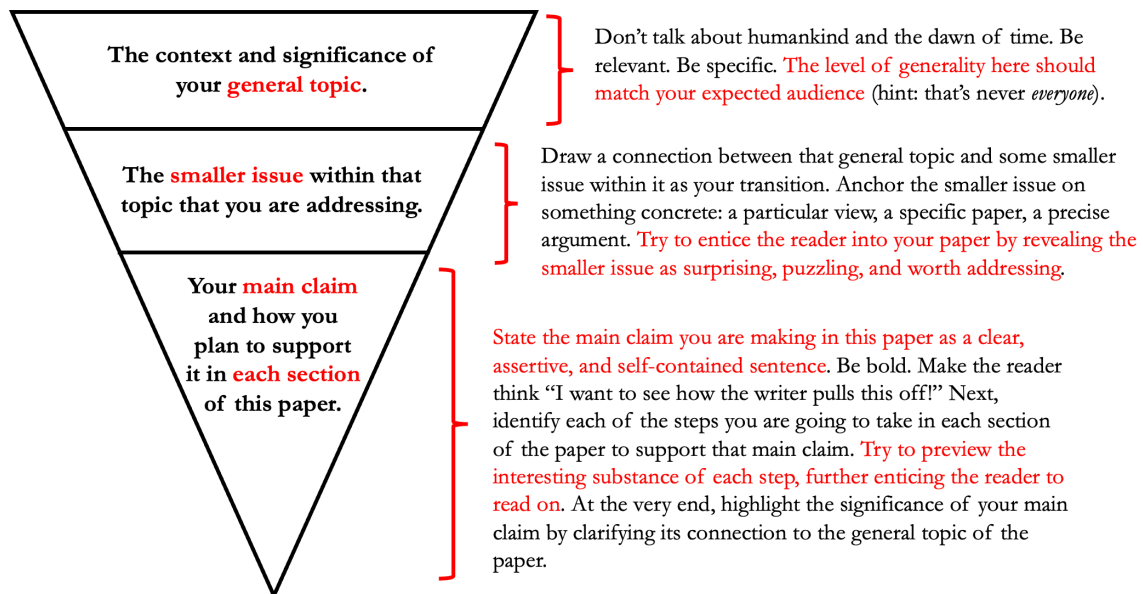 The context and significance of
your general topic.
Don’t talk about humankind and the dawn of time. Be
relevant. Be specific. The level of generality here should
match your expected audience (hint: that’s never everyone).
The smaller issue within that
topic that you are addressing.
Draw a connection between that general topic and some smaller
issue within it as your transition. Anchor the smaller issue on
something concrete: a particular view, a specific paper, a precise
argument. Try to entice the reader into your paper by revealing the
smaller issue as surprising, puzzling, and worth addressing.
Your main claim
and how you
plan to support
it in each section
of this paper.
State the main claim you are making in this paper as a clear,
assertive, and self-contained sentence. Be bold. Make the reader
think “I want to see how the writer pulls this off!” Next,
identify each of the steps you are going to take in each section
of the paper to support that main claim. Try to preview the
interesting substance of each step, further enticing the reader to
read on. At the very end, highlight the significance of your main
claim by clarifying its connection to the general topic of the
paper.